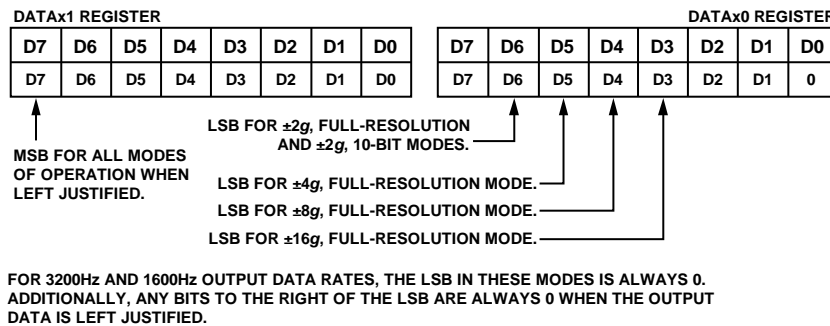 DATAx1 REGISTER
DATAx0 REGISTER
D7 D6 D5 D4 D3 D2 D1 D0
D7 D6 D5 D4 D3 D2 D1 D0
D7 D6 D5 D4 D3 D2 D1 D0
D7 D6 D5 D4 D3 D2 D1 0
MSB FOR ALL MODES
OF OPERATION WHEN
LEFT JUSTIFIED.
LSB FOR ±2g, FULL-RESOLUTION
AND ±2g, 10-BIT MODES.
LSB FOR ±4g, FULL-RESOLUTION MODE.
LSB FOR ±8g, FULL-RESOLUTION MODE.
LSB FOR ±16g, FULL-RESOLUTION MODE.
FOR 3200Hz AND 1600Hz OUTPUT DATA RATES, THE LSB IN THESE MODES IS ALWAYS 0.
ADDITIONALLY, ANY BITS TO THE RIGHT OF THE LSB ARE ALWAYS 0 WHEN THE OUTPUT
DATA IS LEFT JUSTIFIED.